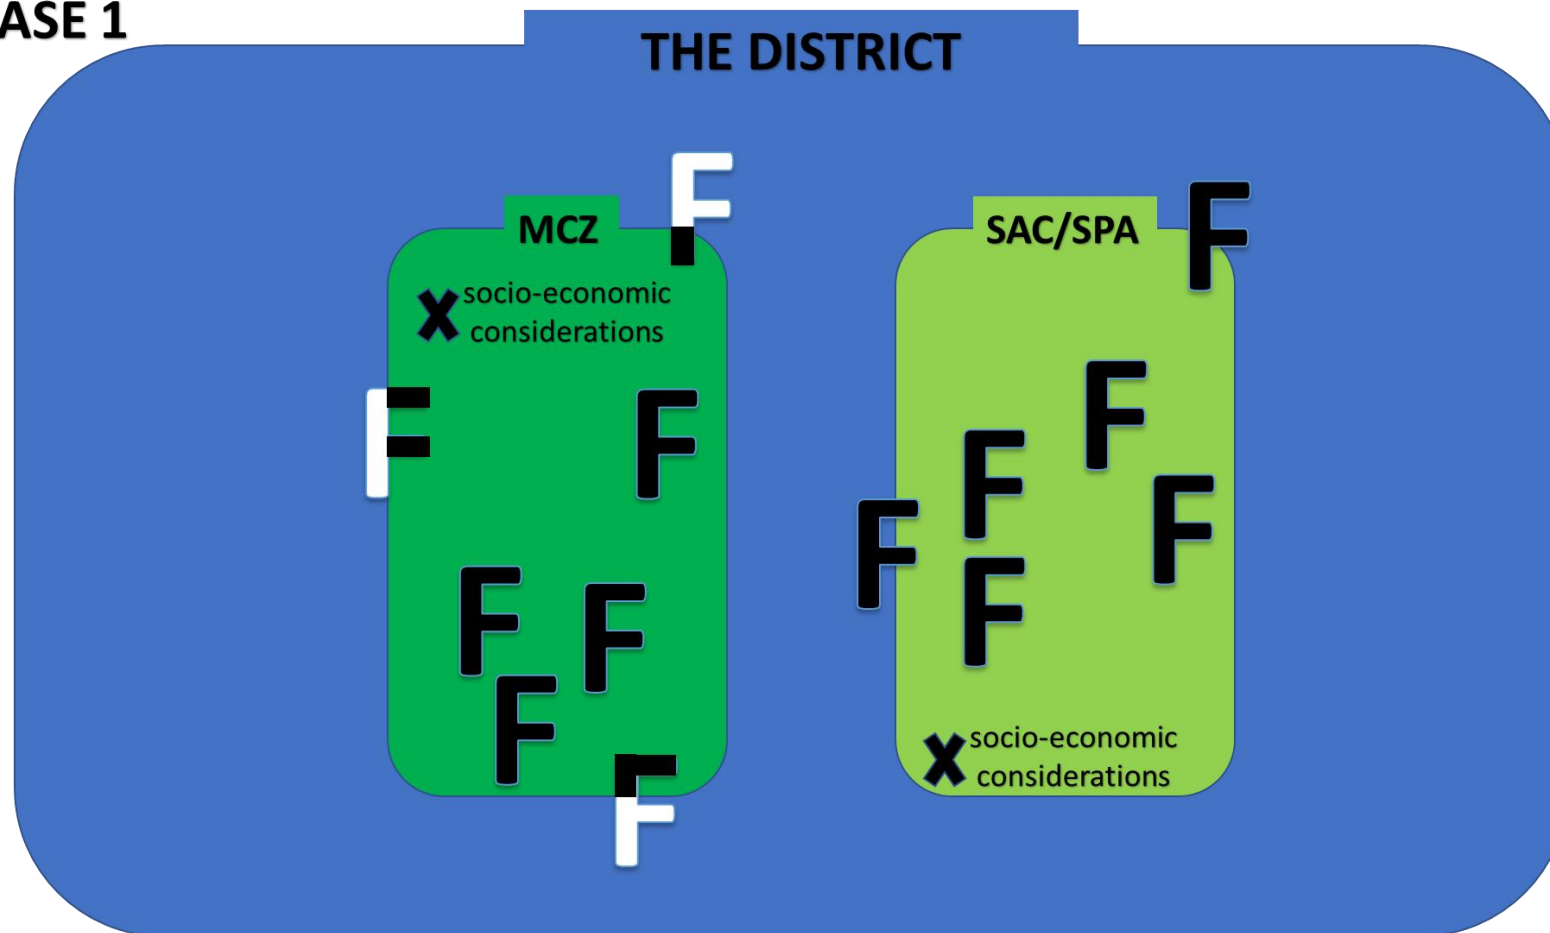 ASE 1
THE DISTRICT
F
F
MCZ
SAC/SPA
X socio-economic
considerations
F
F
F
F
F
F
F
F
F
F
F
X socio-economic
considerations
F